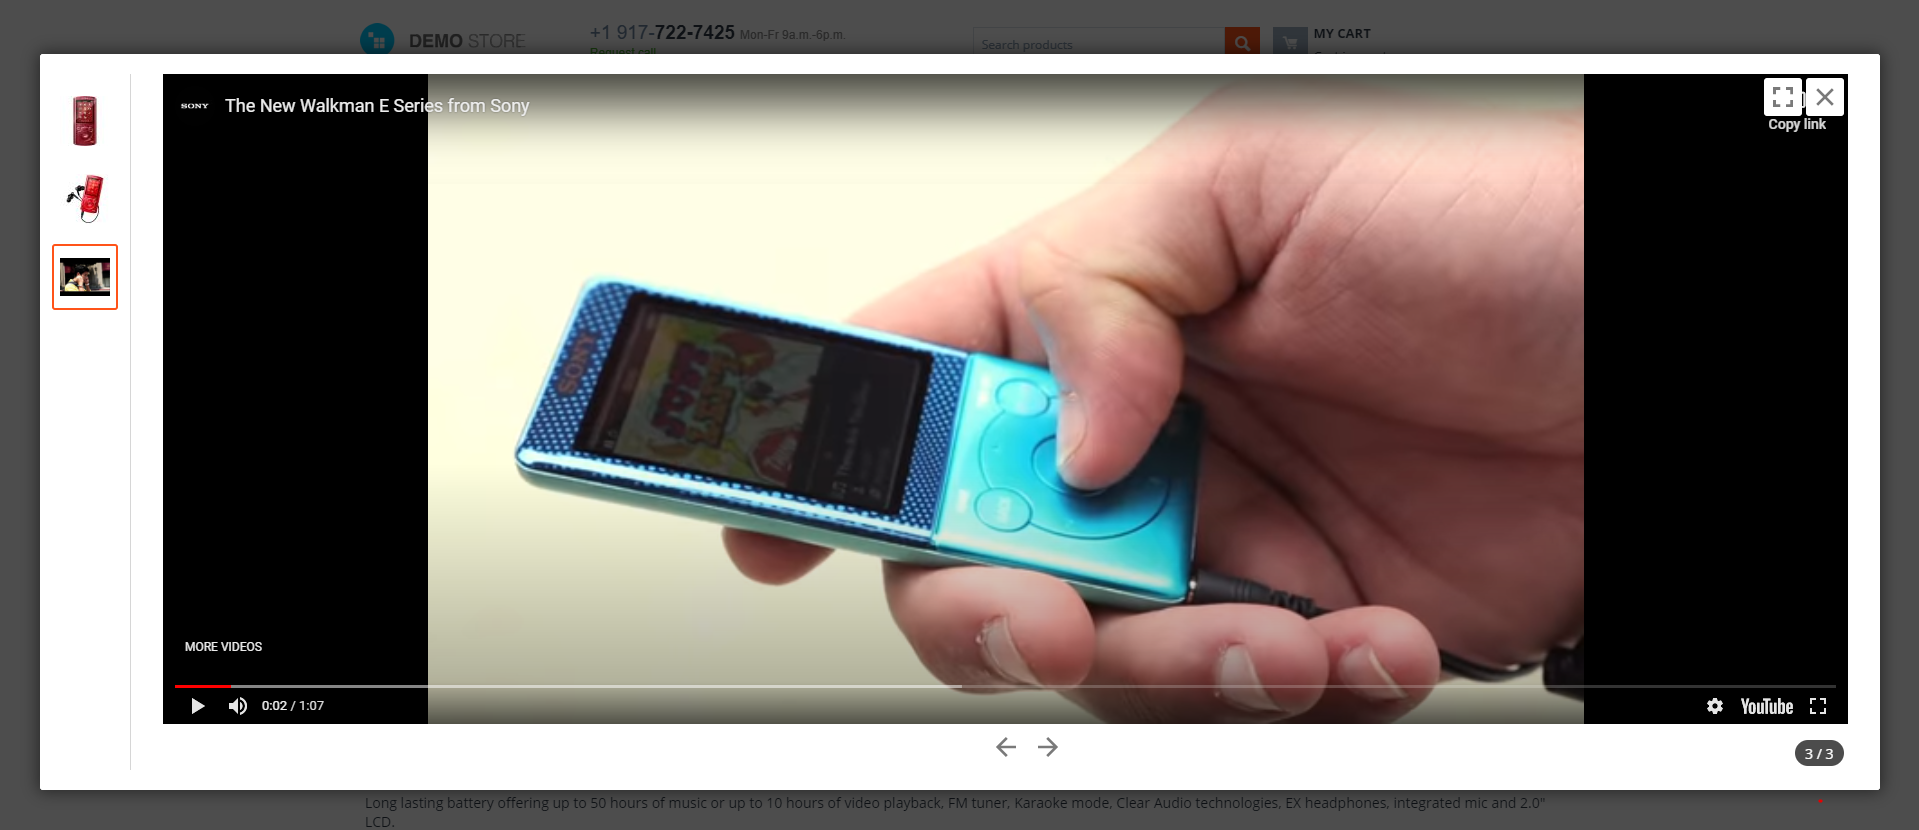 DEMO STORE
+1 917-722-7425 Mon-Fr 9a.m.-6p.m.
Request call
Search products
MY CART
SONY
The New Walkman E Series from Sony
Copy link
SONY
MORE VIDEOS
0:02 / 1:07
YouTube
3 / 3
Long lasting battery offering up to 50 hours of music or up to 10 hours of video playback, FM tuner, Karaoke mode, Clear Audio technologies, EX headphones, integrated mic and 2.0"
LCD.